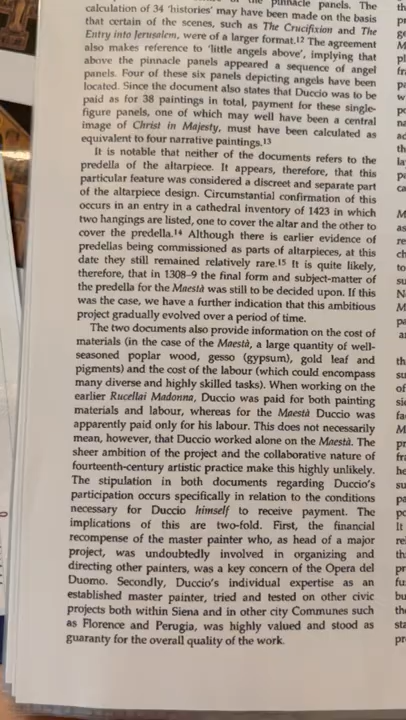 pinnacle panels. The
calculation of 34 'histories' may have been made on the basis
that certain of the scenes, such as The Crucifixion and The
Entry into Jerusalem, were of a larger format.¹² The agreement
also makes reference to 'little angels above', implying that
above the pinnacle panels appeared a sequence of angel
panels. Four of these six panels depicting angels have been
located. Since the document also states that Duccio was to be
paid as for 38 paintings in total, payment for these single-
figure panels, one of which may well have been a central
image of Christ in Majesty, must have been calculated as
equivalent to four narrative paintings.¹³
It is notable that neither of the documents refers to the
predella of the altarpiece. It appears, therefore, that this
particular feature was considered a discreet and separate part
of the altarpiece design. Circumstantial confirmation of this
occurs in an entry in a cathedral inventory of 1423 in which
two hangings are listed, one to cover the altar and the other to
cover the predella.¹⁴ Although there is earlier evidence of
predellas being commissioned as parts of altarpieces, at this
date they still remained relatively rare.¹⁵ It is quite likely,
therefore, that in 1308-9 the final form and subject-matter of
the predella for the Maestà was still to be decided upon. If this
was the case, we have a further indication that this ambitious
project gradually evolved over a period of time.
The two documents also provide information on the cost of
materials (in the case of the Maestà, a large quantity of well-
seasoned poplar wood, gesso (gypsum), gold leaf and
pigments) and the cost of the labour (which could encompass
many diverse and highly skilled tasks). When working on the
earlier Rucellai Madonna, Duccio was paid for both painting
materials and labour, whereas for the Maestà Duccio was
apparently paid only for his labour. This does not necessarily
mean, however, that Duccio worked alone on the Maestà. The
sheer ambition of the project and the collaborative nature of
fourteenth-century artistic practice make this highly unlikely.
The stipulation in both documents regarding Duccio's
participation occurs specifically in relation to the conditions
necessary for Duccio himself to receive payment. The
implications of this are two-fold. First, the financial
recompense of the master painter who, as head of a major
project, was undoubtedly involved in organizing and
directing other painters, was a key concern of the Opera del
Duomo. Secondly, Duccio's individual expertise as an
established master painter, tried and tested on other civic
projects both within Siena and in other city Communes such
as Florence and Perugia, was highly valued and stood as
guaranty for the overall quality of the work.